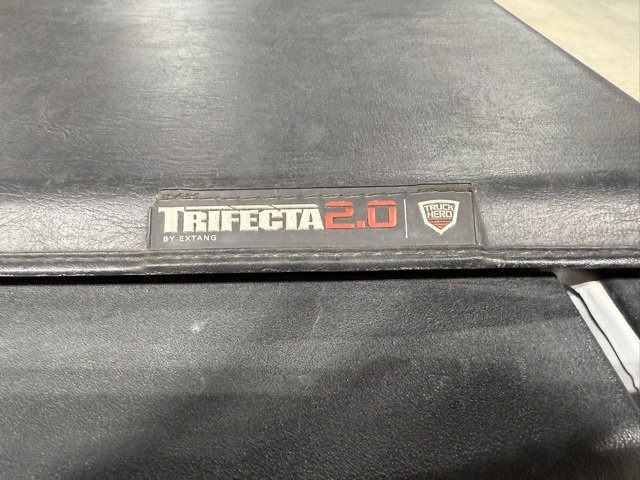 TRIFECTA2.0
BY EXTANG
TRUCK
HERO